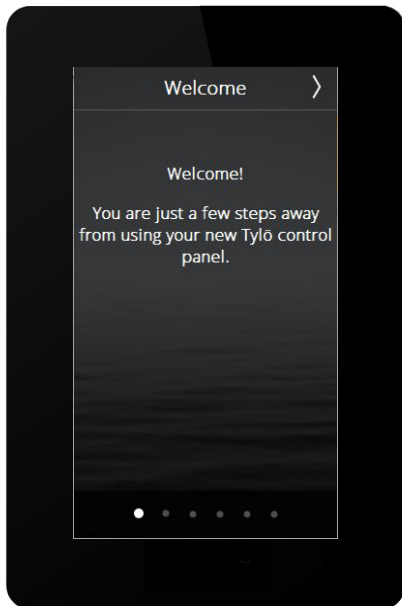 Welcome
Welcome!
You are just a few steps away
from using your new Tylö control
panel.